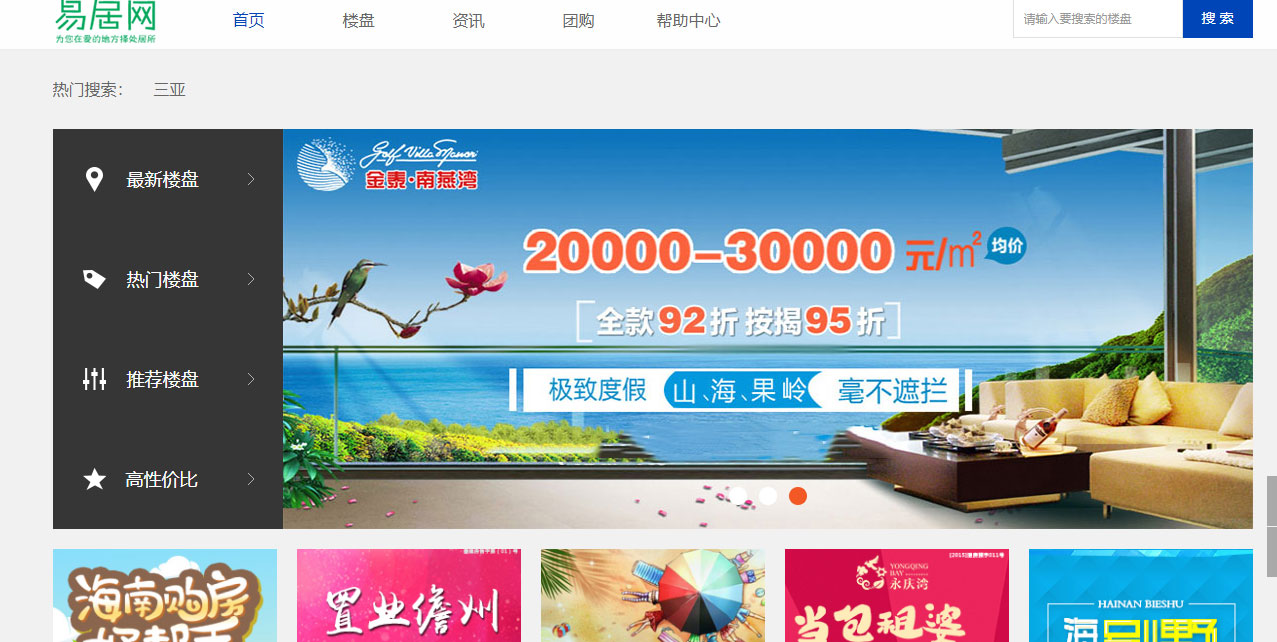 易居网
为您在爱的地方择处居所
首页 楼盘 资讯 团购 帮助中心
请输入要搜索的楼盘 搜 索
热门搜索： 三亚
最新楼盘
热门楼盘
推荐楼盘
高性价比
Golf Villa Manor
金泰·南燕湾
20000-30000 元/m² 均价
全款92折 按揭95折
极致度假 山、海、果岭 毫不遮拦
海南购房
好帮手
置业儋州
YONGQING
BAY
永庆湾
当包租婆
HAINAN BIESHU
海